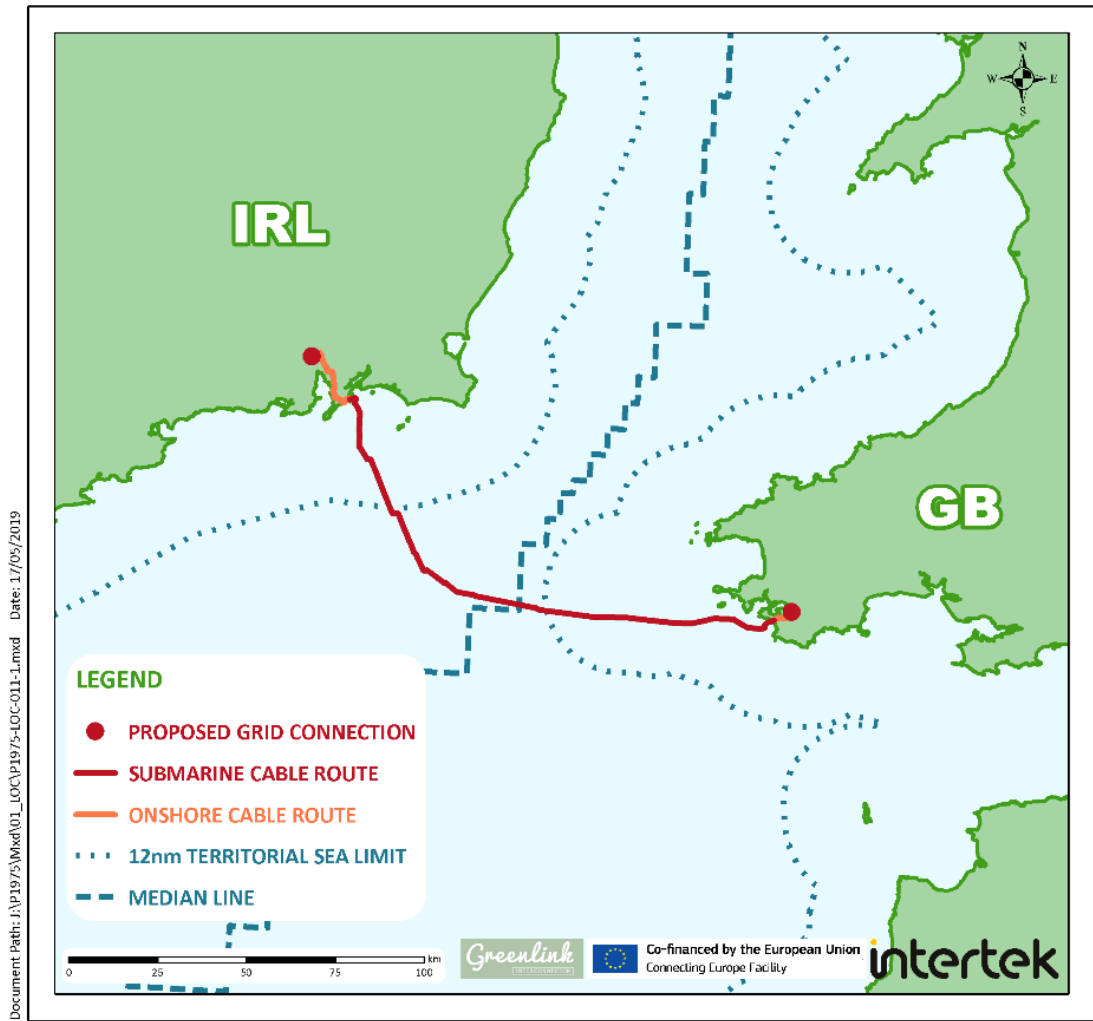 N
W E
S
IRL
GB
LEGEND
PROPOSED GRID CONNECTION
SUBMARINE CABLE ROUTE
ONSHORE CABLE ROUTE
12nm TERRITORIAL SEA LIMIT
MEDIAN LINE
km
0 25 50 75 100
Greenlink
INTERCONNECTOR
Co-financed by the European Union
Connecting Europe Facility
intertek
Document Path: J:\P1975\Mxd\01_LOC\P1975-LOC-011-1.mxd Date: 17/05/2019